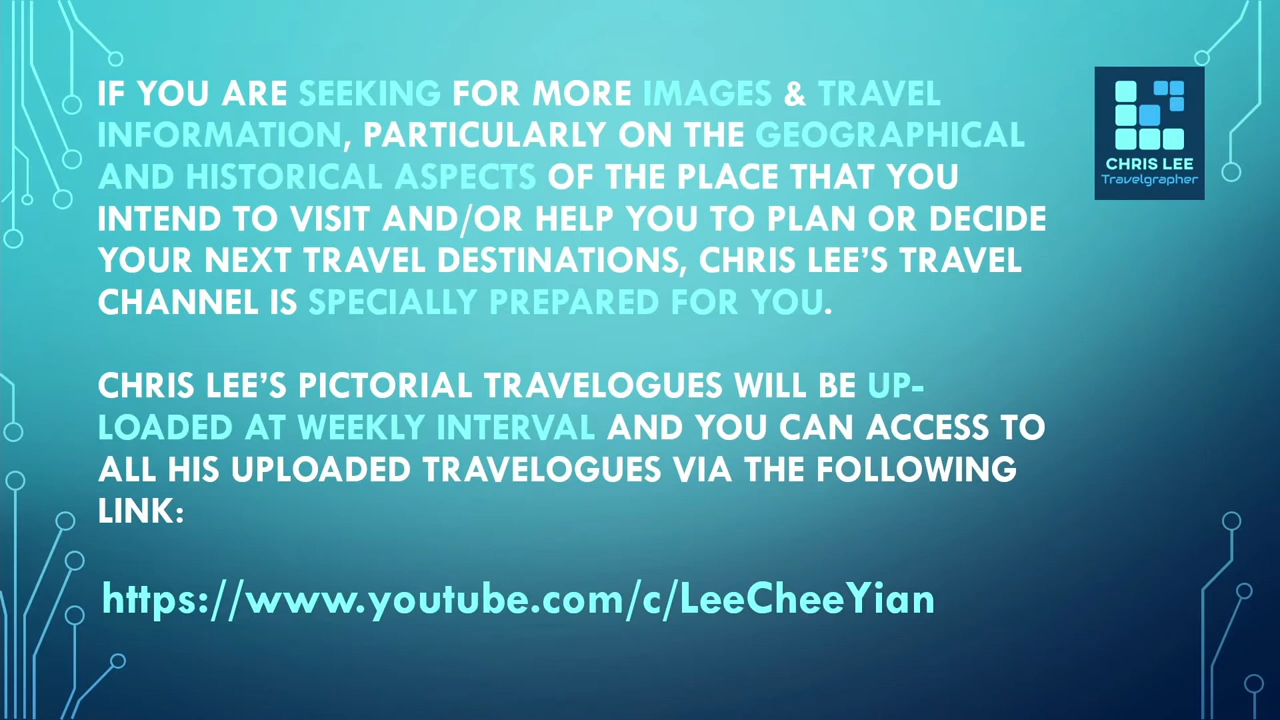 IF YOU ARE SEEKING FOR MORE IMAGES & TRAVEL
INFORMATION, PARTICULARLY ON THE GEOGRAPHICAL
AND HISTORICAL ASPECTS OF THE PLACE THAT YOU
INTEND TO VISIT AND/OR HELP YOU TO PLAN OR DECIDE
YOUR NEXT TRAVEL DESTINATIONS, CHRIS LEE’S TRAVEL
CHANNEL IS SPECIALLY PREPARED FOR YOU.
CHRIS LEE’S PICTORIAL TRAVELOGUES WILL BE UP-
LOADED AT WEEKLY INTERVAL AND YOU CAN ACCESS TO
ALL HIS UPLOADED TRAVELOGUES VIA THE FOLLOWING
LINK:
https://www.youtube.com/c/LeeCheeYian
CHRIS LEE
Travelgrapher